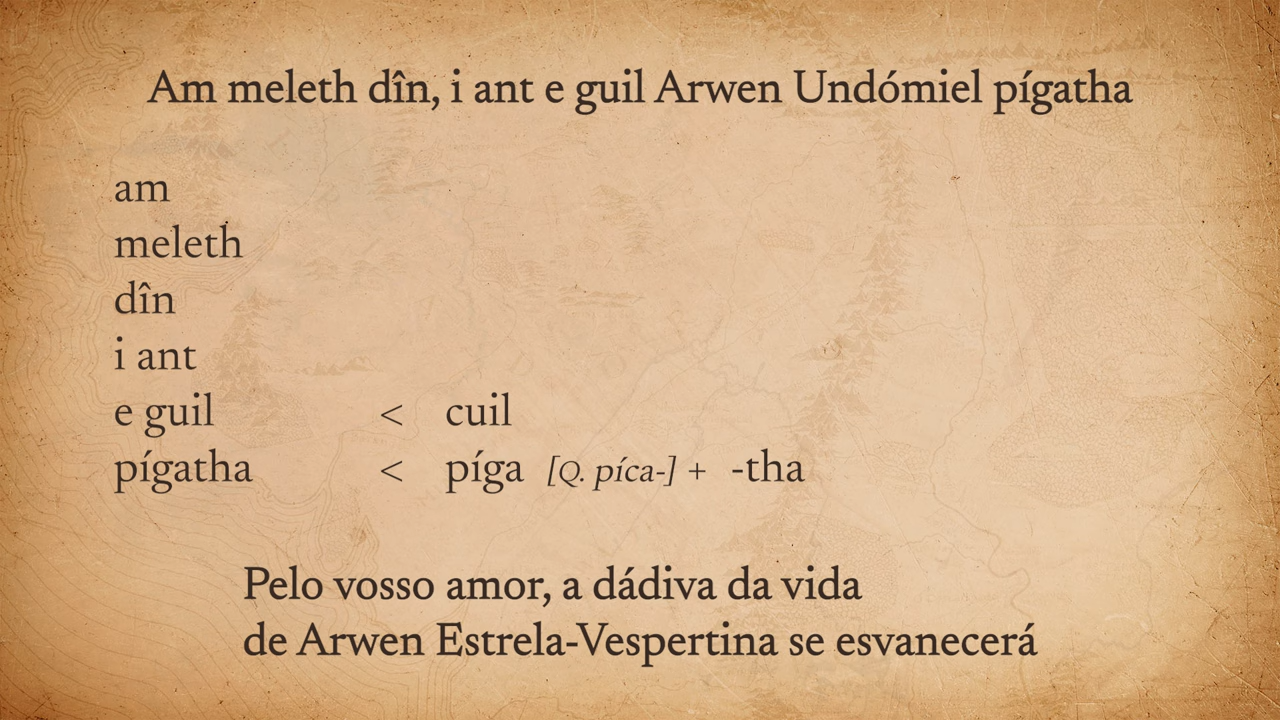 Am meleth dîn, i ant e guil Arwen Undómiel pígatha
am
meleth
dîn
i ant
e guil < cuil
pígatha < píga [Q. píca-] + -tha
Pelo vosso amor, a dádiva da vida
de Arwen Estrela-Vespertina se esvanecerá